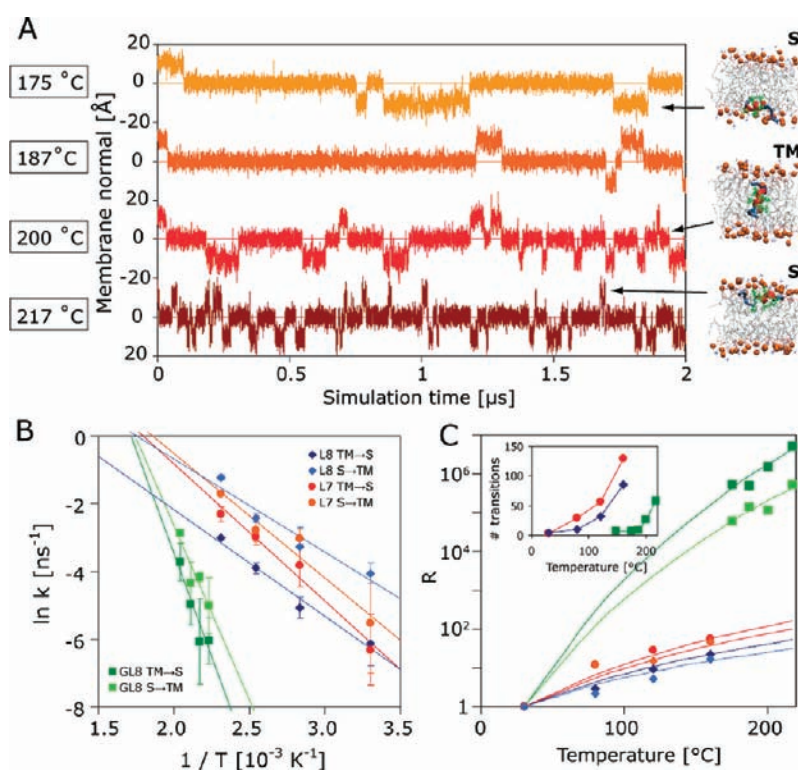 A
175 °C
187°C
200 °C
217 °C
Membrane normal [Å]
20
0
-20
20
0
20
0
-20
0
20
0
0.5
1
1.5
2
Simulation time [µs]
S
TM
S
B
0
-2
-4
-6
-8
ln k [ns⁻¹]
L8 TM→S
L8 S→TM
L7 TM→S
L7 S→TM
GL8 TM→S
GL8 S→TM
1.5
2.0
2.5
3.0
3.5
1 / T [10⁻³ K⁻¹]
C
R
10⁶
10⁴
10²
1
# transitions
150
100
50
0
0
100
200
Temperature [°C]
0
100
200
Temperature [°C]